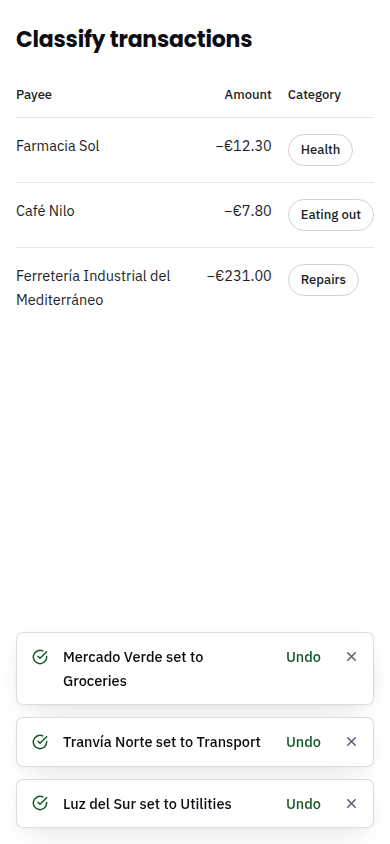 Classify transactions
Payee Amount Category
Farmacia Sol −€12.30 Health
Café Nilo −€7.80 Eating out
Ferretería Industrial del −€231.00 Repairs
Mediterráneo
Mercado Verde set to Undo
Groceries
Tranvía Norte set to Transport Undo
Luz del Sur set to Utilities Undo